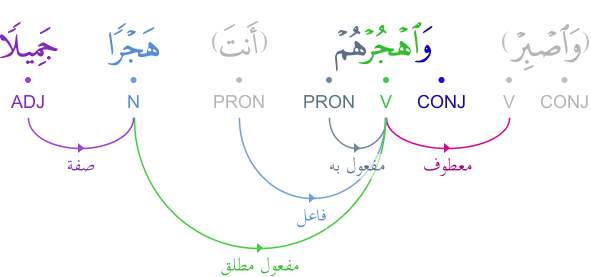 (وَٱصْبِرْ) وَٱهْجُرْهُمْ (أَنتَ) هَجْرًا جَمِيلًا
CONJ V CONJ V PRON PRON N ADJ
معطوف مفعول به صفة
فاعل
مفعول مطلق